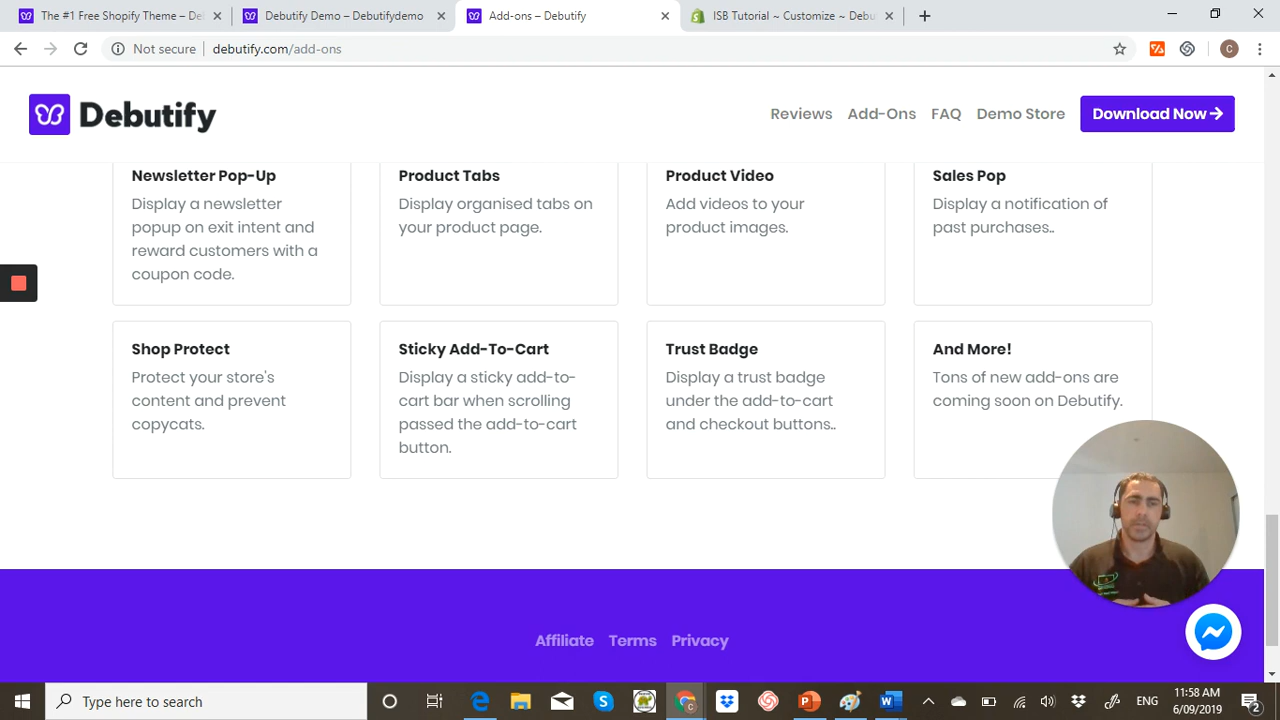 The #1 Free Shopify Theme – De
Debutify Demo – Debutifydemo
Add-ons – Debutify
ISB Tutorial ~ Customize ~ Debu
Not secure
debutify.com/add-ons
C
Debutify
Reviews
Add-Ons
FAQ
Demo Store
Download Now
Newsletter Pop-Up
Display a newsletter
popup on exit intent and
reward customers with a
coupon code.
Product Tabs
Display organised tabs on
your product page.
Product Video
Add videos to your
product images.
Sales Pop
Display a notification of
past purchases..
Shop Protect
Protect your store's
content and prevent
copycats.
Sticky Add-To-Cart
Display a sticky add-to-
cart bar when scrolling
passed the add-to-cart
button.
Trust Badge
Display a trust badge
under the add-to-cart
and checkout buttons..
And More!
Tons of new add-ons are
coming soon on Debutify.
Affiliate
Terms
Privacy
Type here to search
ENG
11:58 AM
6/09/2019
2